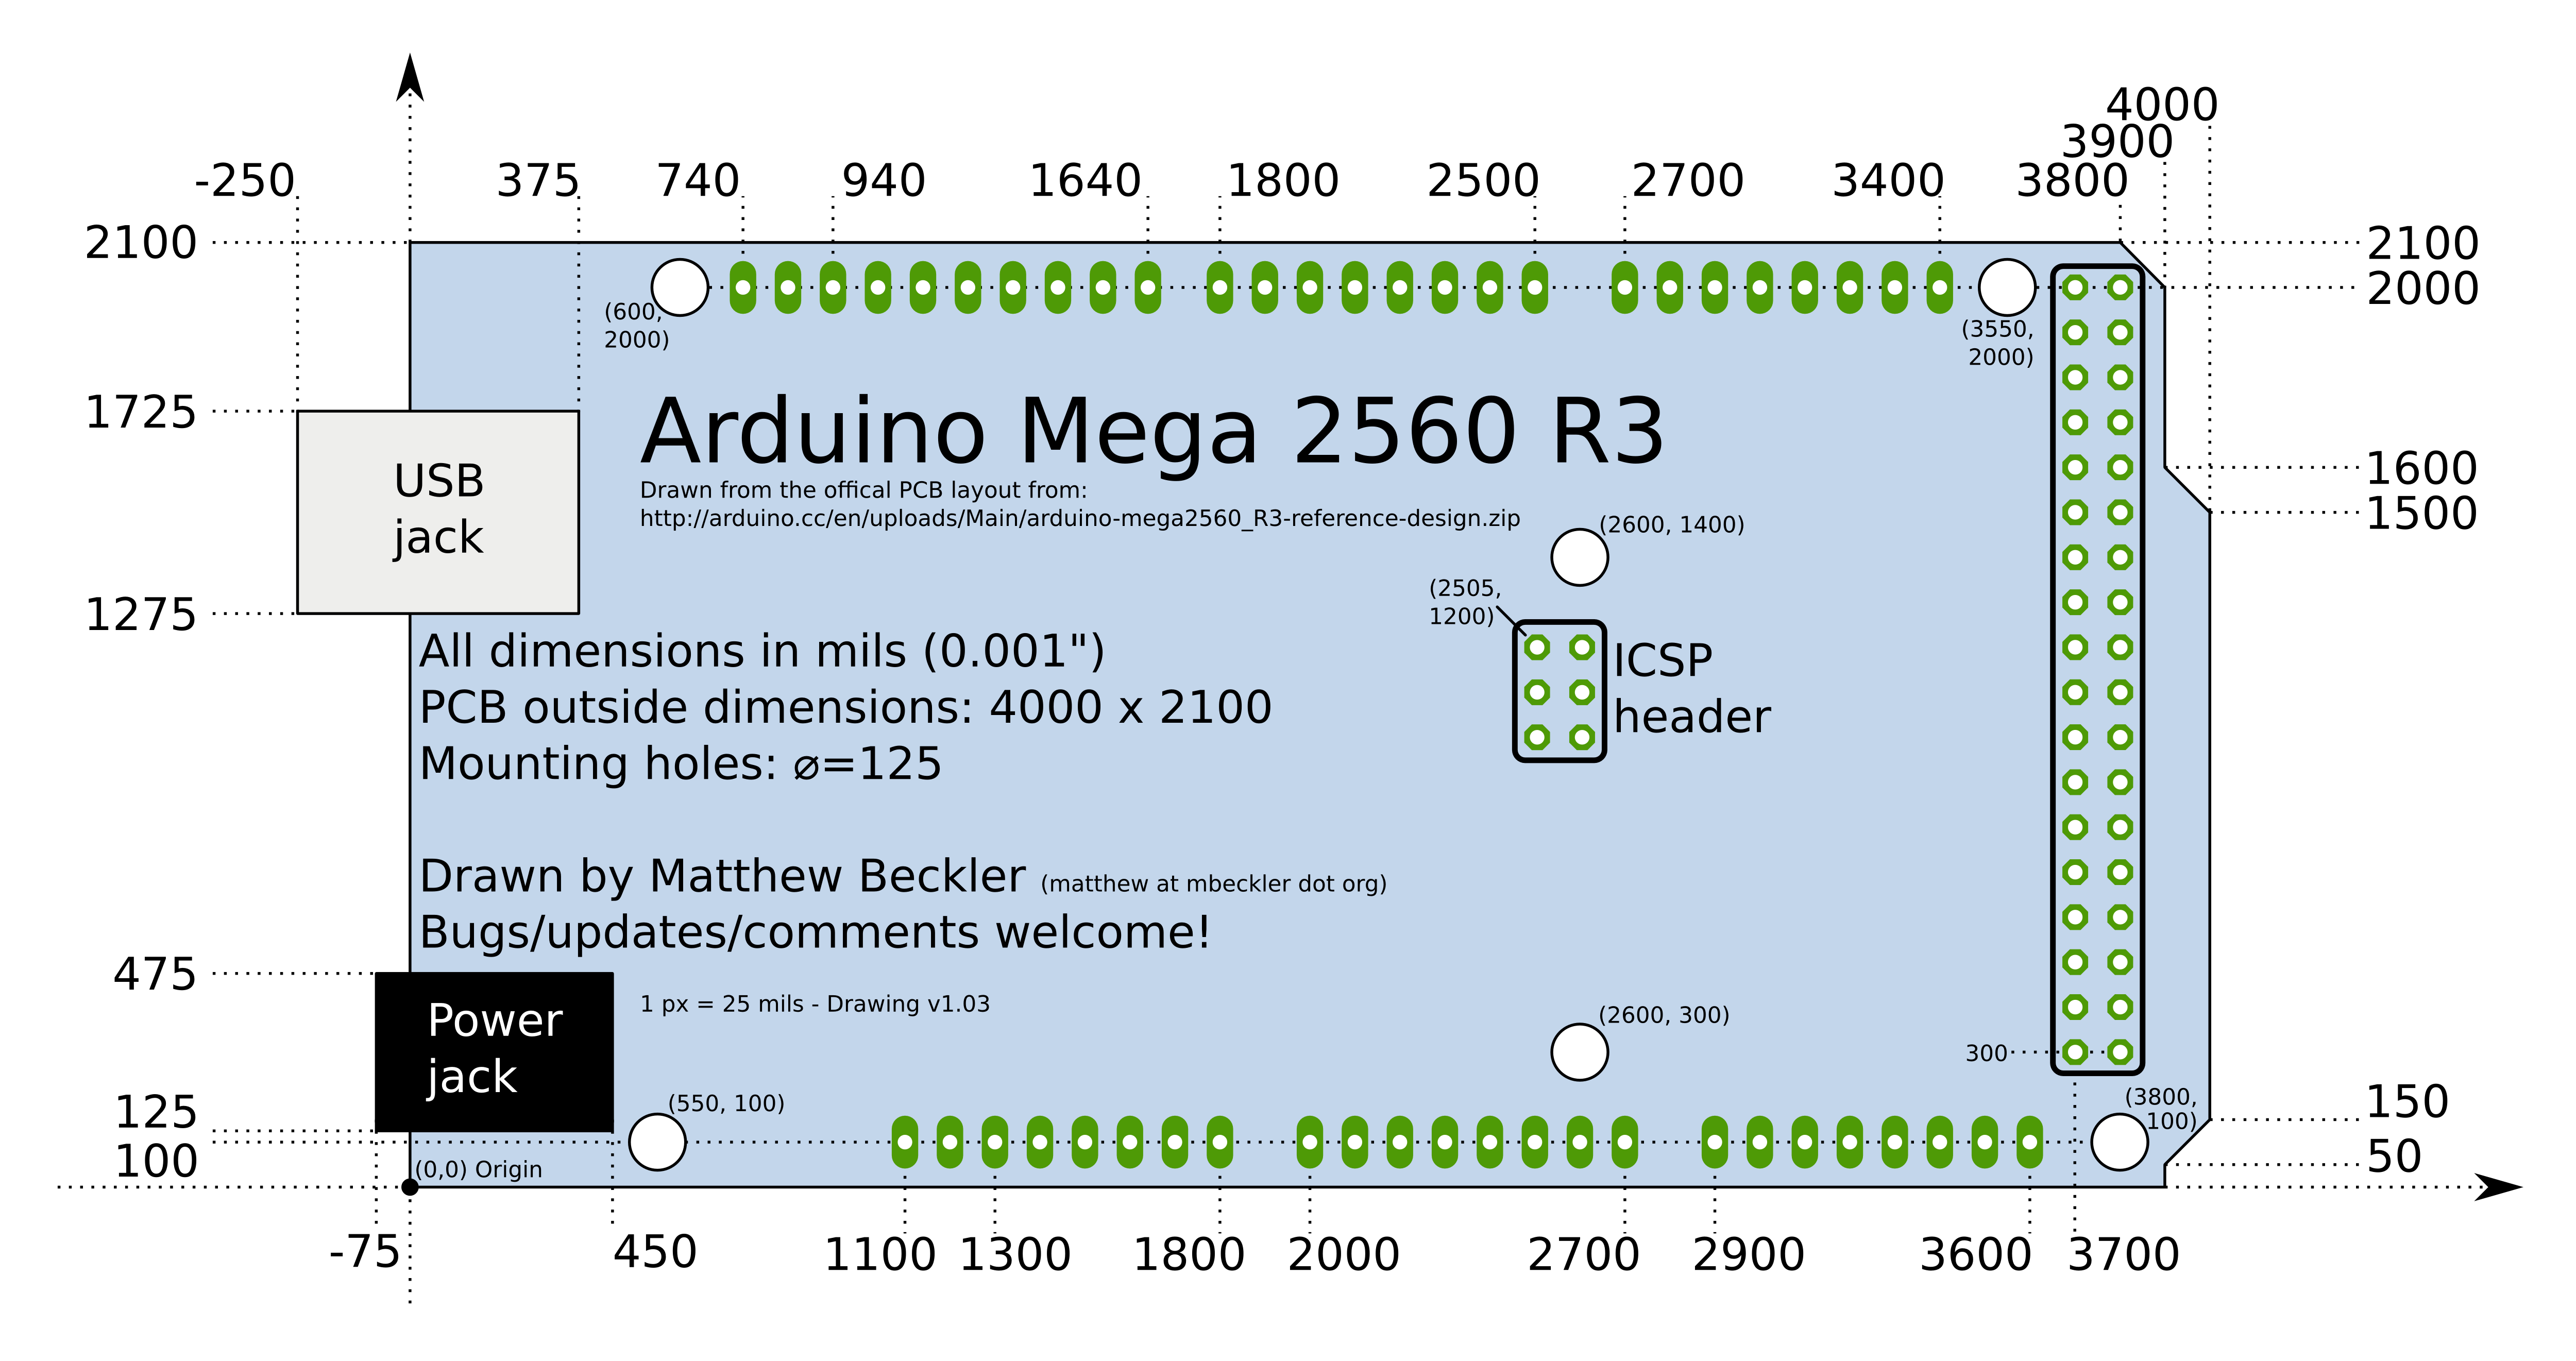 4000
3900
-250 375 740 940 1640 1800 2500 2700 3400 3800
2100 2100
2000
(600,
2000)
(3550,
2000)
1725
Arduino Mega 2560 R3
USB
jack
1600
Drawn from the offical PCB layout from:
http://arduino.cc/en/uploads/Main/arduino-mega2560_R3-reference-design.zip
1500
(2600, 1400)
(2505,
1200)
1275
All dimensions in mils (0.001")
PCB outside dimensions: 4000 x 2100
Mounting holes: ⌀=125
ICSP
header
Drawn by Matthew Beckler (matthew at mbeckler dot org)
Bugs/updates/comments welcome!
475
Power
jack
1 px = 25 mils - Drawing v1.03
(2600, 300)
300
125
100
(550, 100)
(3800,
100)
150
50
(0,0) Origin
-75 450 1100 1300 1800 2000 2700 2900 3600 3700